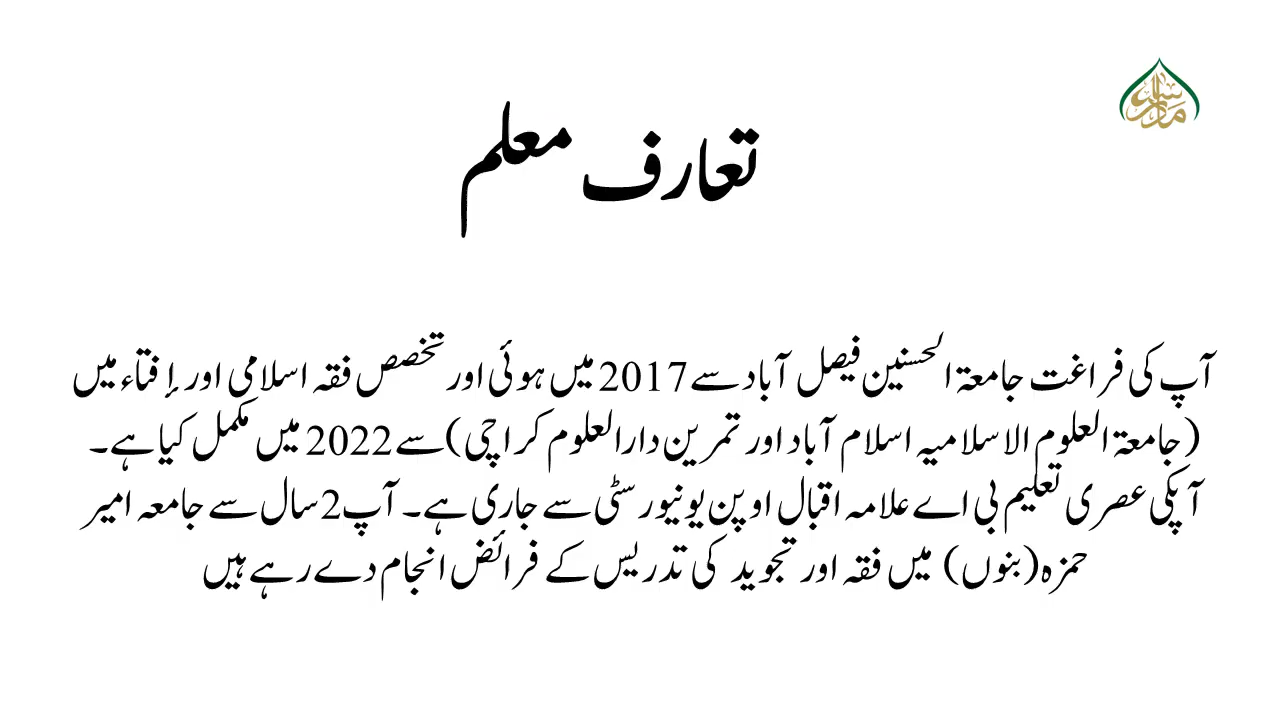 مدارس
تعارف معلم
آپ کی فراغت جامعۃ الحسنین فیصل آباد سے 2017 میں ہوئی اور تخصص فقہ اسلامی اور إفتاء میں
(جامعۃ العلوم الاسلامیہ اسلام آباد اور تمرین دارالعلوم کراچی) سے 2022 میں مکمل کیا ہے۔
آپکی عصری تعلیم بی اے علامہ اقبال اوپن یونیورسٹی سے جاری ہے۔ آپ 2 سال سے جامعہ امیر
حمزہ (بنوں) میں فقہ اور تجوید کی تدریس کے فرائض انجام دے رہے ہیں